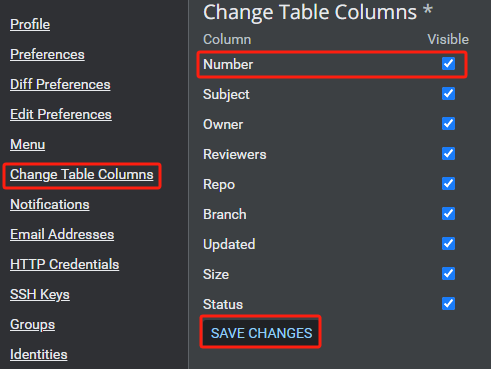 Profile
Preferences
Diff Preferences
Edit Preferences
Menu
Change Table Columns
Notifications
Email Addresses
HTTP Credentials
SSH Keys
Groups
Identities
Change Table Columns *
Column Visible
Number
Subject
Owner
Reviewers
Repo
Branch
Updated
Size
Status
SAVE CHANGES